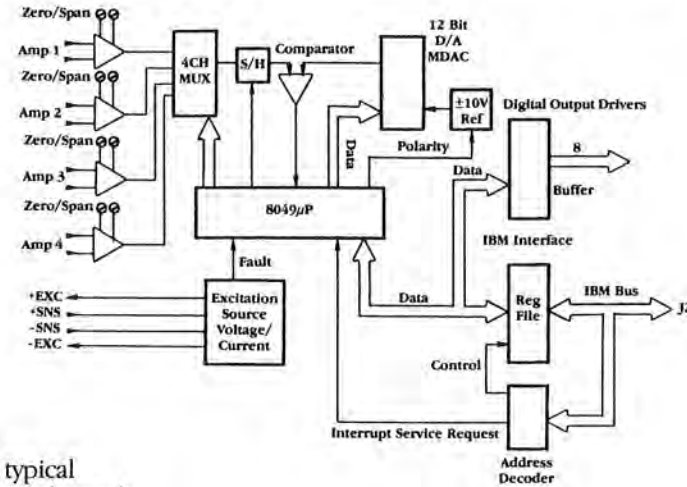 Zero/Span
Amp 1
Zero/Span
Amp 2
Zero/Span
Amp 3
Zero/Span
Amp 4
4CH
MUX
S/H
Comparator
12 Bit
D/A
MDAC
±10V
Ref
Digital Output Drivers
8
Buffer
Data
Polarity
Data
8049µP
IBM Interface
Fault
+EXC
+SNS
-SNS
-EXC
Excitation
Source
Voltage/
Current
Data
Reg
File
IBM Bus
Control
Interrupt Service Request
Address
Decoder
typical